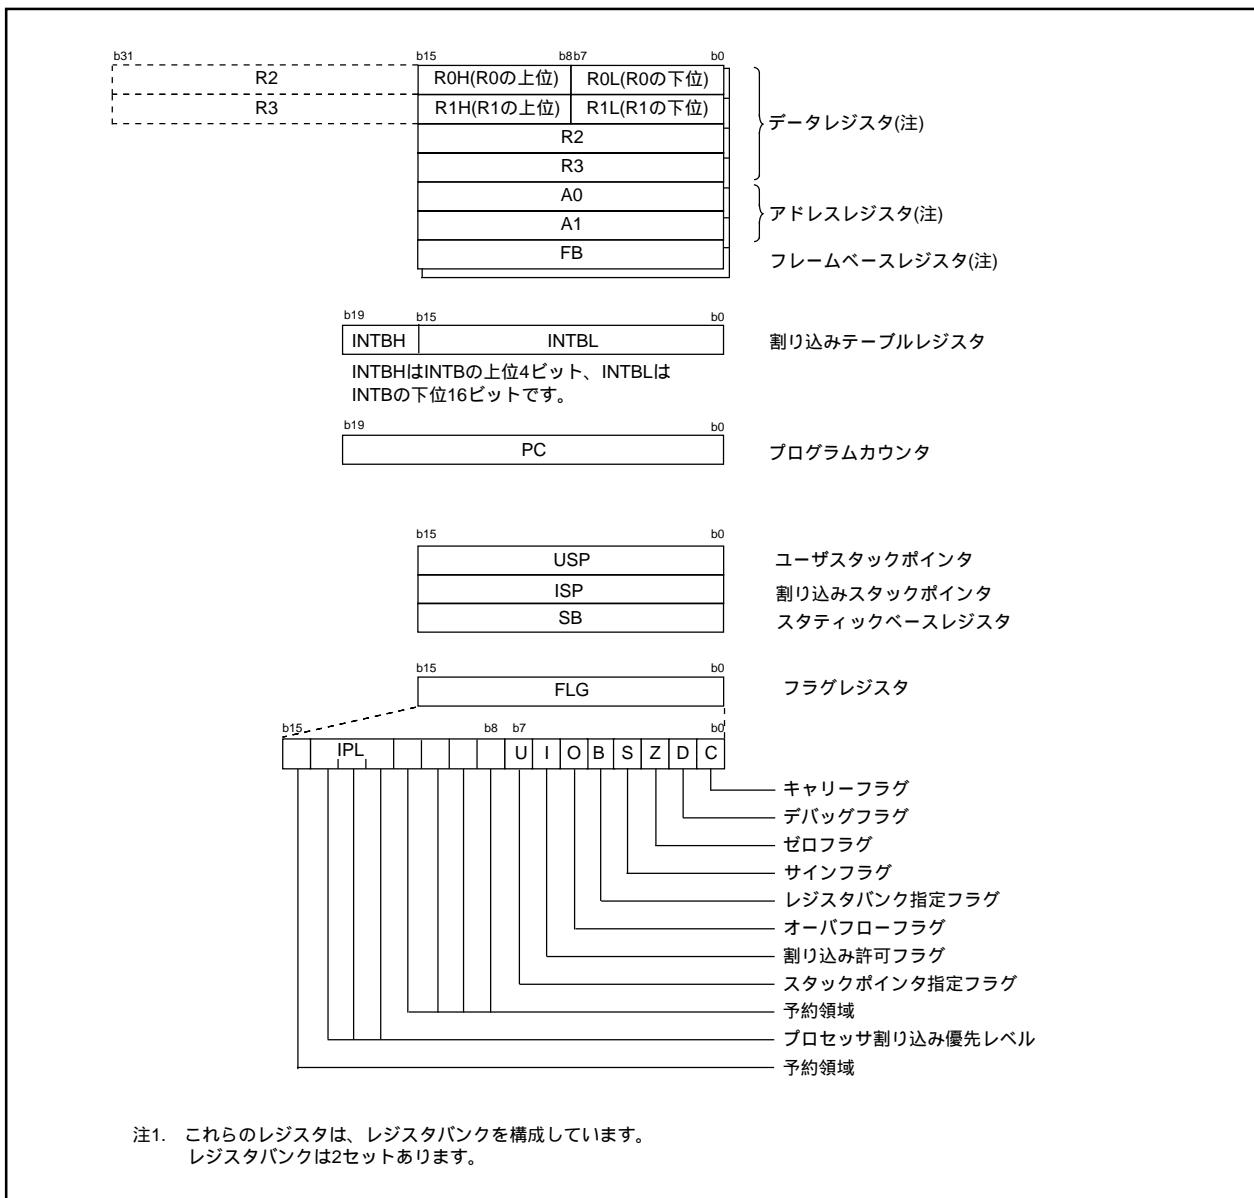 b31 b15 b8 b7 b0
R2 R0H(R0の上位) R0L(R0の下位)
R3 R1H(R1の上位) R1L(R1の下位)
データレジスタ(注)
R2
R3
A0
アドレスレジスタ(注)
A1
FB フレームベースレジスタ(注)
b19 b15 b0
INTBH INTBL 割り込みテーブルレジスタ
INTBHはINTBの上位4ビット、INTBLは
INTBの下位16ビットです。
b19 b0
PC プログラムカウンタ
b15 b0
USP ユーザスタックポインタ
ISP 割り込みスタックポインタ
SB スタティックベースレジスタ
b15 b0
FLG フラグレジスタ
b15 b8 b7 b0
IPL U I O B S Z D C
キャリーフラグ
デバッグフラグ
ゼロフラグ
サインフラグ
レジスタバンク指定フラグ
オーバフローフラグ
割り込み許可フラグ
スタックポインタ指定フラグ
予約領域
プロセッサ割り込み優先レベル
予約領域
注1. これらのレジスタは、レジスタバンクを構成しています。
レジスタバンクは2セットあります。